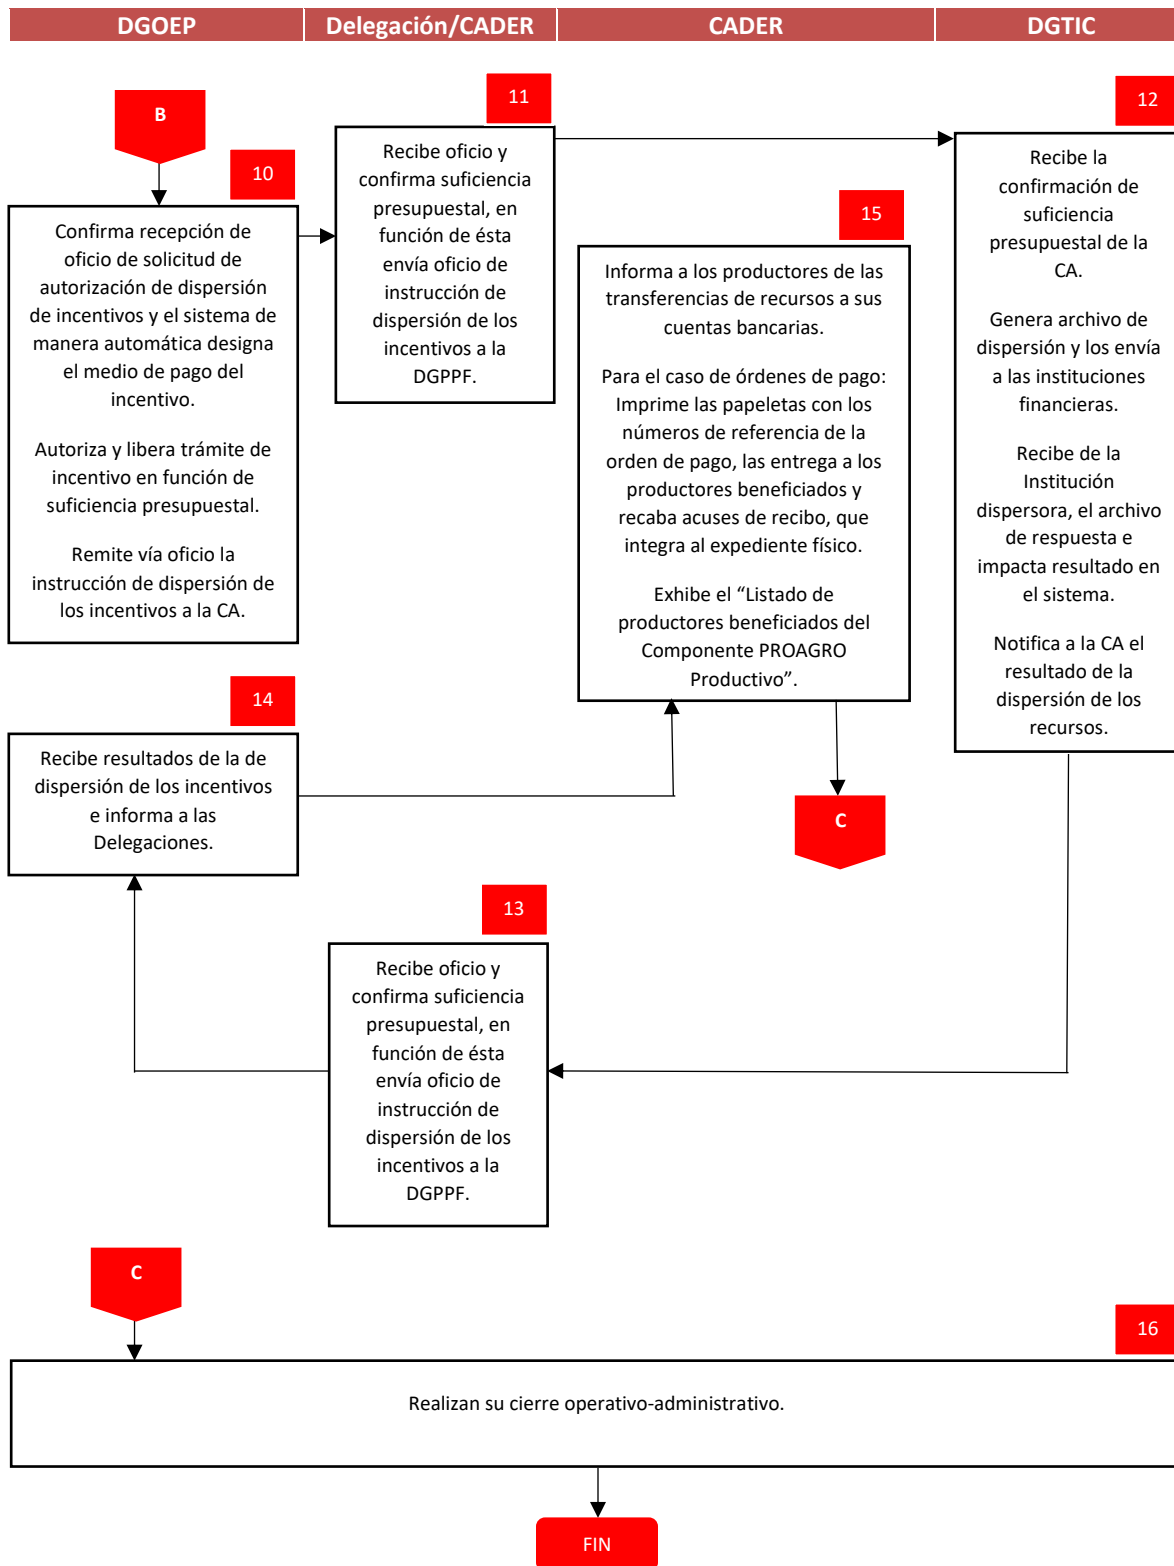 DGOEP Delegación/CADER CADER DGTIC
B
10
Confirma recepción de
oficio de solicitud de
autorización de dispersión
de incentivos y el sistema de
manera automática designa
el medio de pago del
incentivo.
Autoriza y libera trámite de
incentivo en función de
suficiencia presupuestal.
Remite vía oficio la
instrucción de dispersión de
los incentivos a la CA.
11
Recibe oficio y
confirma suficiencia
presupuestal, en
función de ésta
envía oficio de
instrucción de
dispersión de los
incentivos a la
DGPPF.
12
Recibe la
confirmación de
suficiencia
presupuestal de la
CA.
Genera archivo de
dispersión y los envía
a las instituciones
financieras.
Recibe de la
Institución
dispersora, el archivo
de respuesta e
impacta resultado en
el sistema.
Notifica a la CA el
resultado de la
dispersión de los
recursos.
13
Recibe oficio y
confirma suficiencia
presupuestal, en
función de ésta
envía oficio de
instrucción de
dispersión de los
incentivos a la
DGPPF.
14
Recibe resultados de la de
dispersión de los incentivos
e informa a las
Delegaciones.
15
Informa a los productores de las
transferencias de recursos a sus
cuentas bancarias.
Para el caso de órdenes de pago:
Imprime las papeletas con los
números de referencia de la
orden de pago, las entrega a los
productores beneficiados y
recaba acuses de recibo, que
integra al expediente físico.
Exhibe el “Listado de
productores beneficiados del
Componente PROAGRO
Productivo”.
C
C
16
Realizan su cierre operativo-administrativo.
FIN